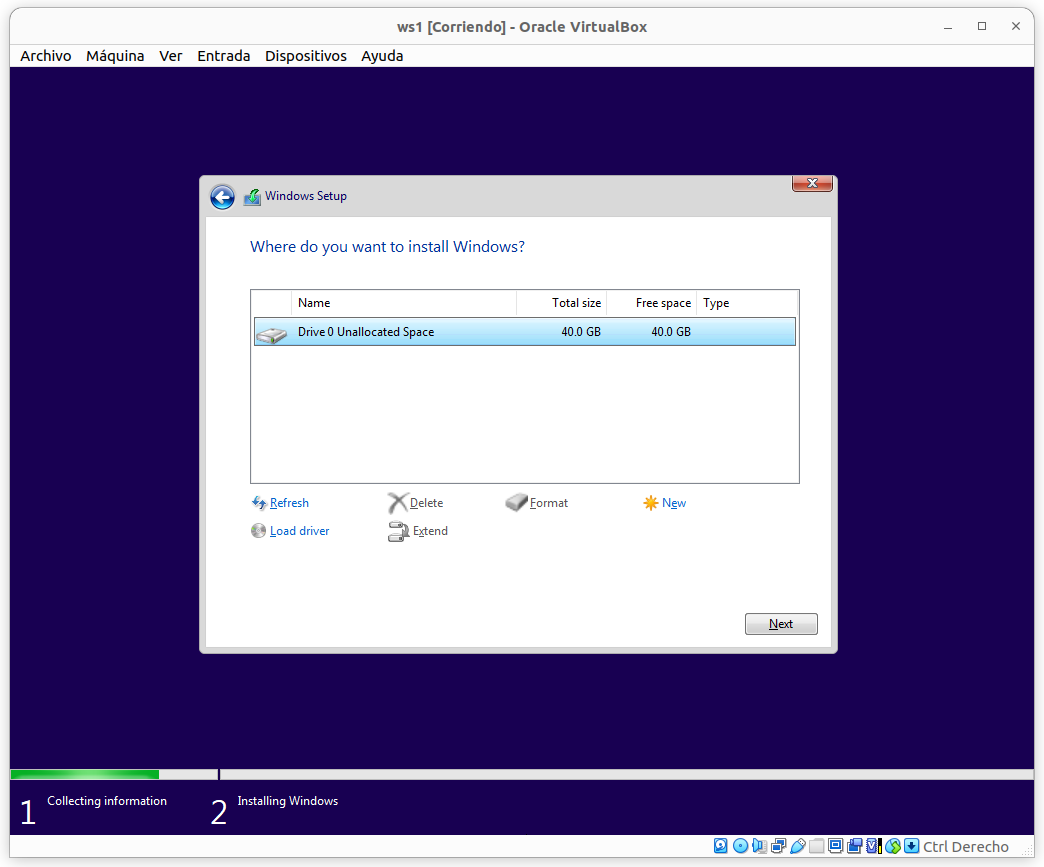 ws1 [Corriendo] - Oracle VirtualBox
Archivo Máquina Ver Entrada Dispositivos Ayuda
Windows Setup
Where do you want to install Windows?
Name Total size Free space Type
Drive 0 Unallocated Space 40.0 GB 40.0 GB
Refresh Delete Format New
Load driver Extend
Next
1 Collecting information 2 Installing Windows
Ctrl Derecho